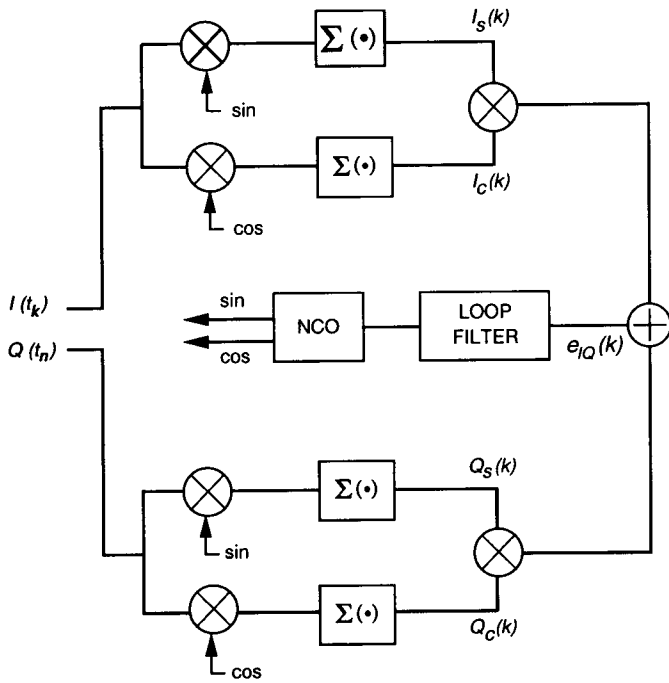 I_S(k)
Σ(•)
sin
Σ(•)
I_C(k)
cos
I(t_k)
Q(t_n)
sin
cos
NCO
LOOP
FILTER
e_IQ(k)
Q_S(k)
Σ(•)
sin
Σ(•)
Q_C(k)
cos